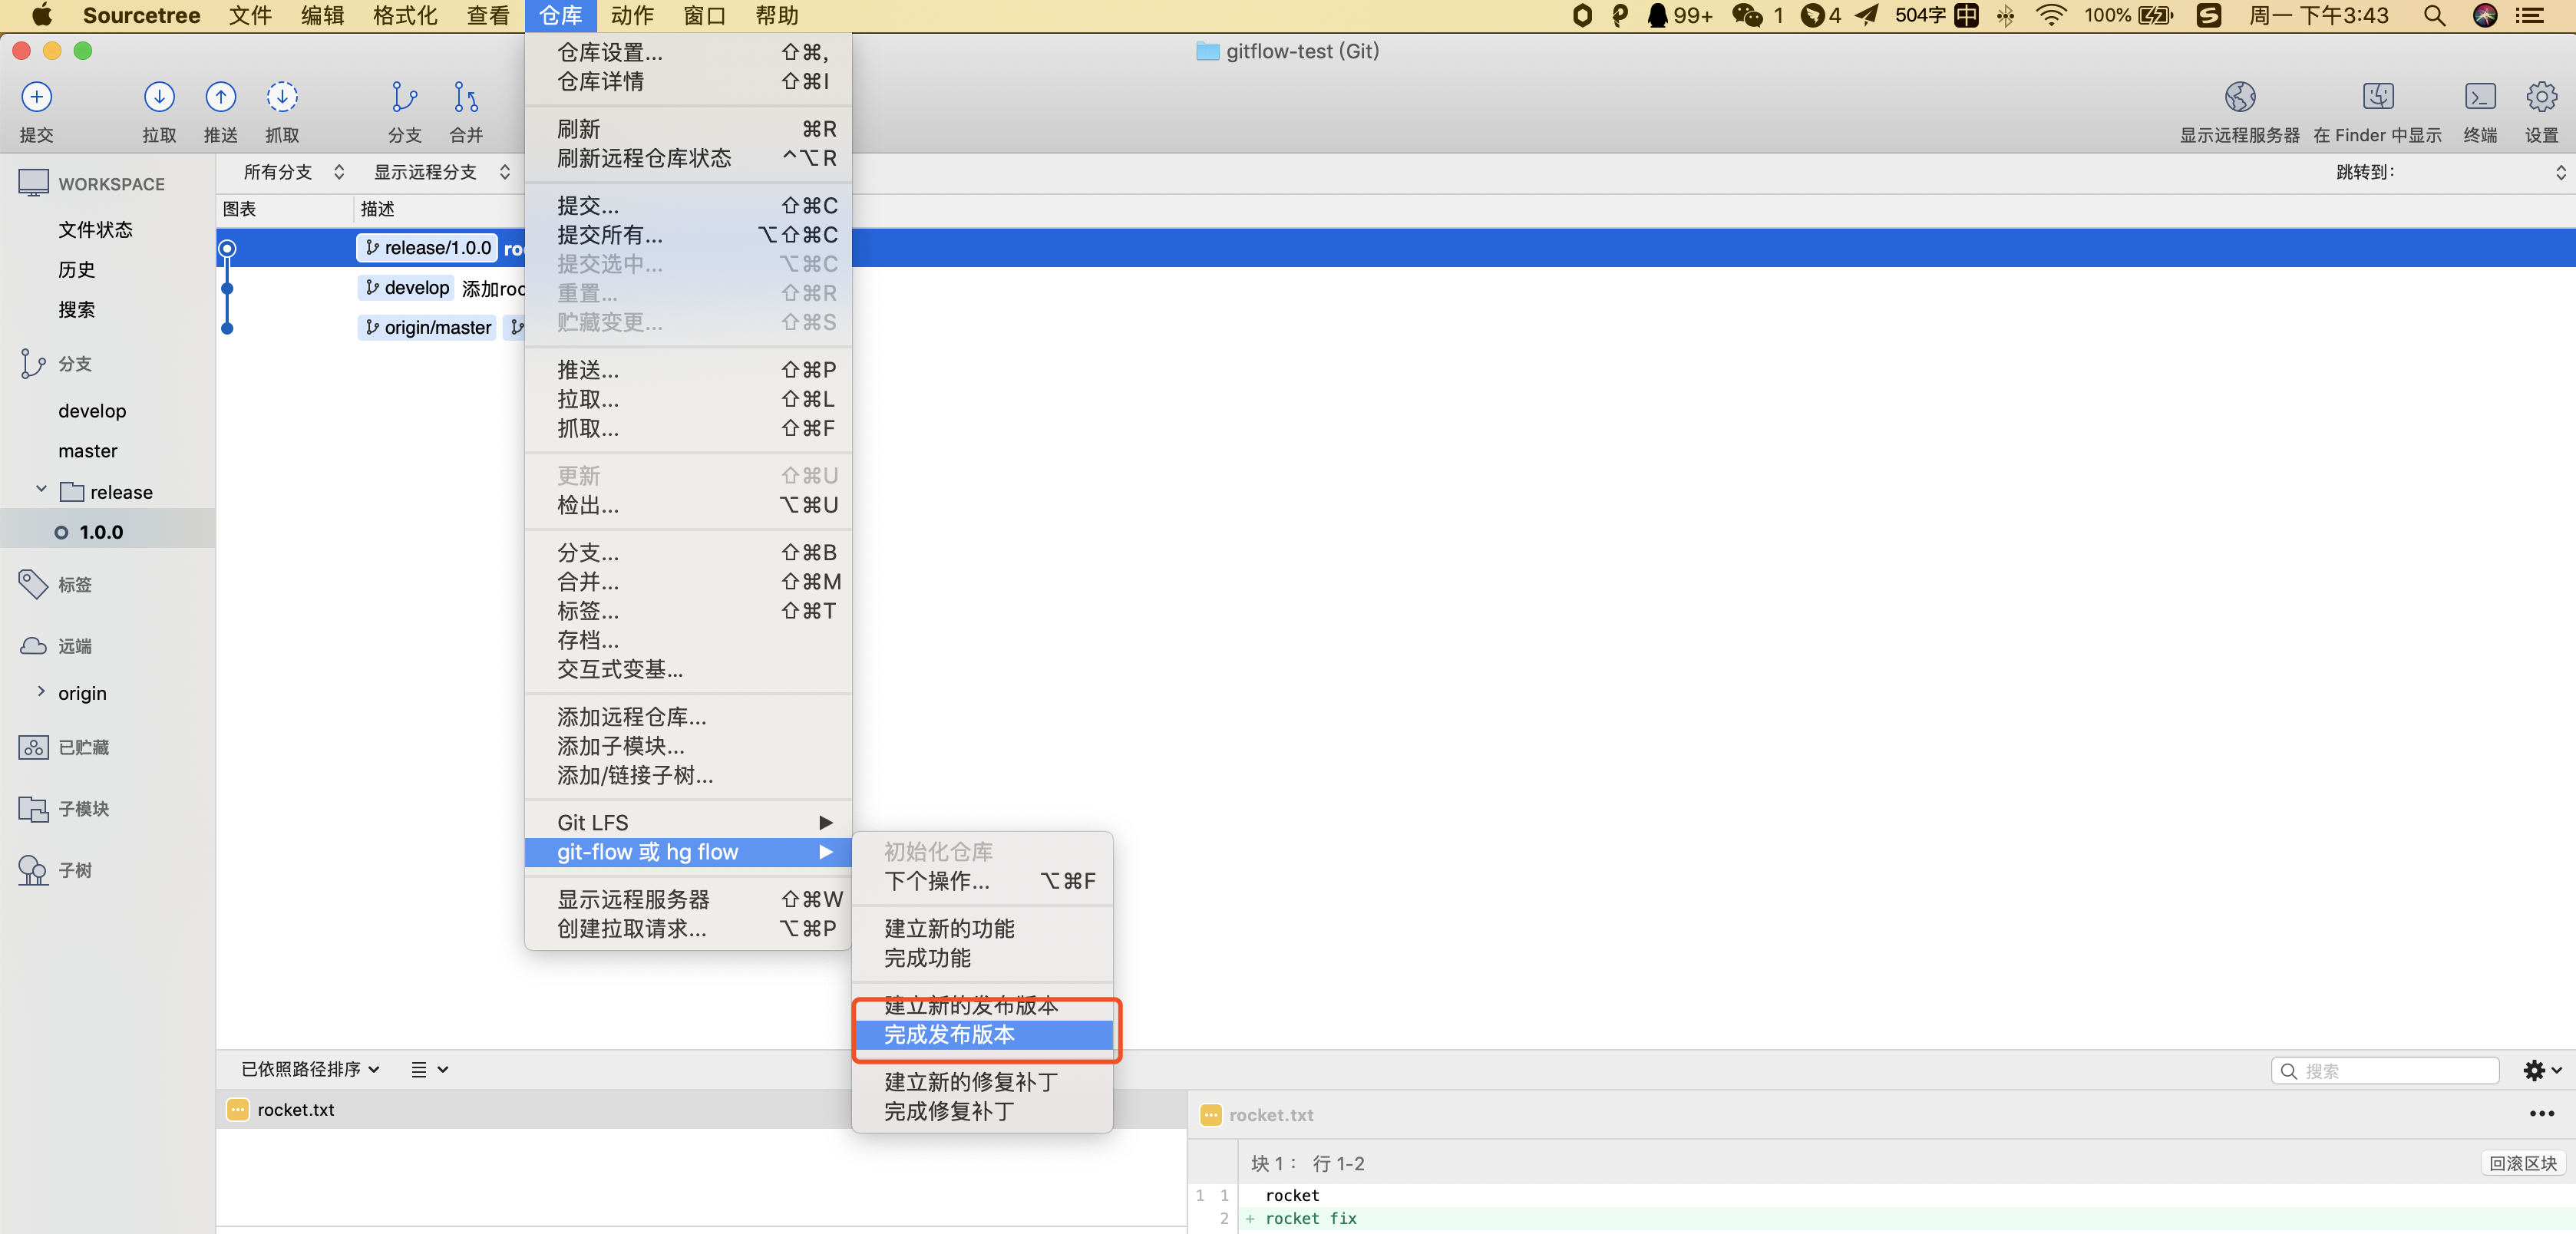 Sourcetree 文件 编辑 格式化 查看 仓库 动作 窗口 帮助 99+ 1 4 504字 中 100% 周一 下午3:43
gitflow-test (Git)
提交 拉取 推送 抓取 分支 合并 显示远程服务器 在 Finder 中显示 终端 设置
所有分支 显示远程分支 跳转到:
图表 描述
release/1.0.0
develop 添加
origin/master
WORKSPACE
文件状态
历史
搜索
分支
develop
master
release
1.0.0
标签
远端
origin
已贮藏
子模块
子树
仓库设置... ⇧⌘,
仓库详情 ⇧⌘I
刷新 ⌘R
刷新远程仓库状态 ^⌥R
提交... ⇧⌘C
提交所有... ⌥⇧⌘C
提交选中... ⌥⌘C
重置... ⇧⌘R
贮藏变更... ⇧⌘S
推送... ⇧⌘P
拉取... ⇧⌘L
抓取... ⇧⌘F
更新 ⇧⌘U
检出... ⌥⌘U
分支... ⇧⌘B
合并... ⇧⌘M
标签... ⇧⌘T
存档...
交互式变基...
添加远程仓库...
添加子模块...
添加/链接子树...
Git LFS
git-flow 或 hg flow
显示远程服务器 ⇧⌘W
创建拉取请求... ⌥⌘P
初始化仓库
下个操作... ⌥⌘F
建立新的功能
完成功能
建立新的发布版本
完成发布版本
建立新的修复补丁
完成修复补丁
已依照路径排序 搜索
rocket.txt
rocket.txt
块 1： 行 1-2 回滚区块
1 1 rocket
2 + rocket fix